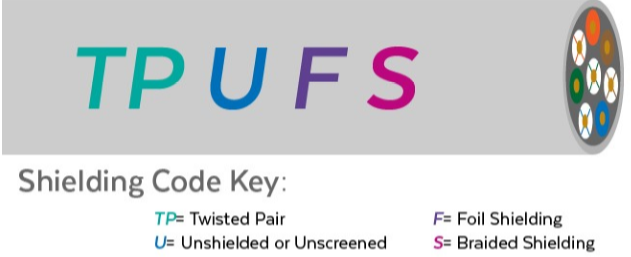 TP U F S
Shielding Code Key:
TP= Twisted Pair
U= Unshielded or Unscreened
F= Foil Shielding
S= Braided Shielding